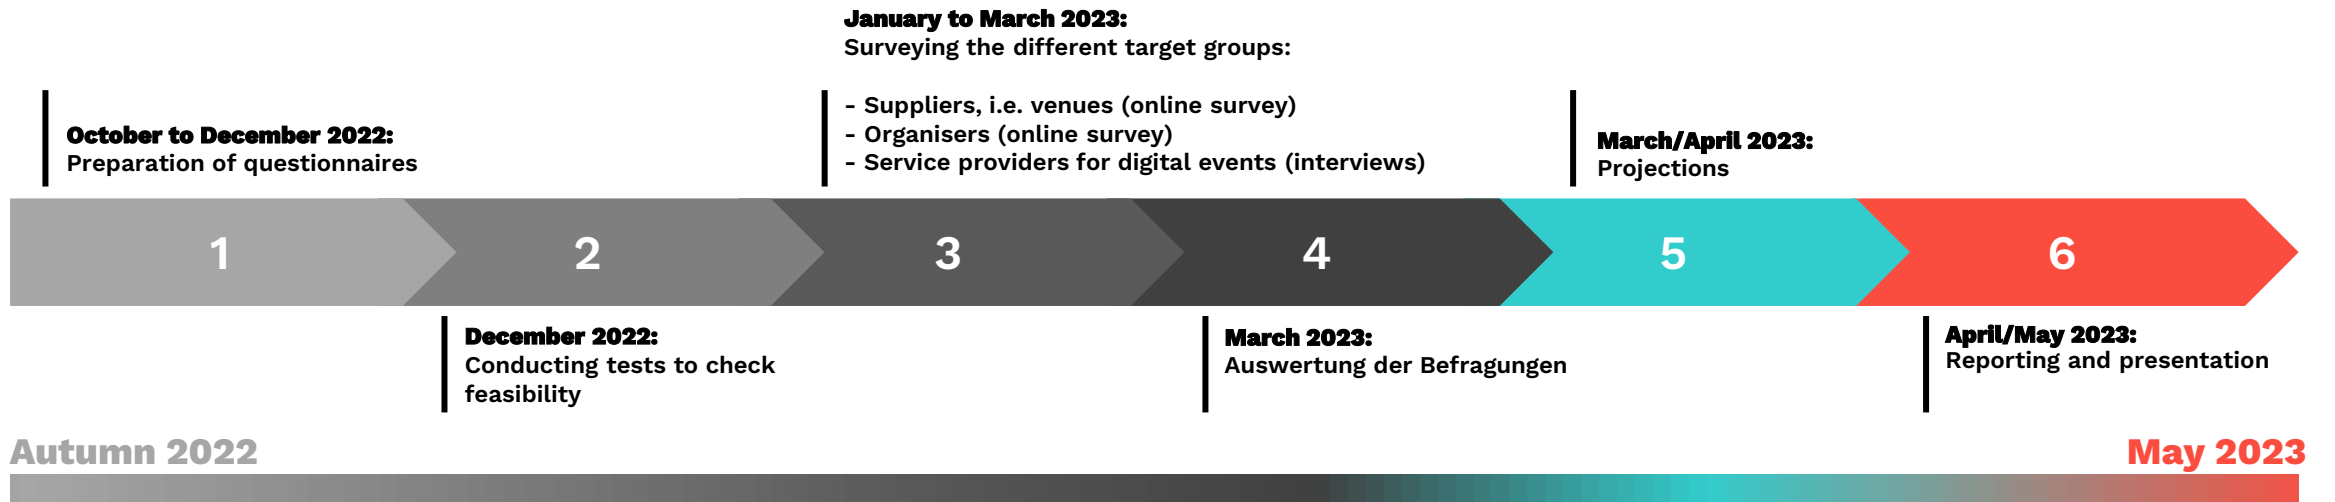 January to March 2023:
Surveying the different target groups:
- Suppliers, i.e. venues (online survey)
- Organisers (online survey)
- Service providers for digital events (interviews)
October to December 2022:
Preparation of questionnaires
March/April 2023:
Projections
1
2
3
4
5
6
December 2022:
Conducting tests to check
feasibility
March 2023:
Auswertung der Befragungen
April/May 2023:
Reporting and presentation
Autumn 2022
May 2023